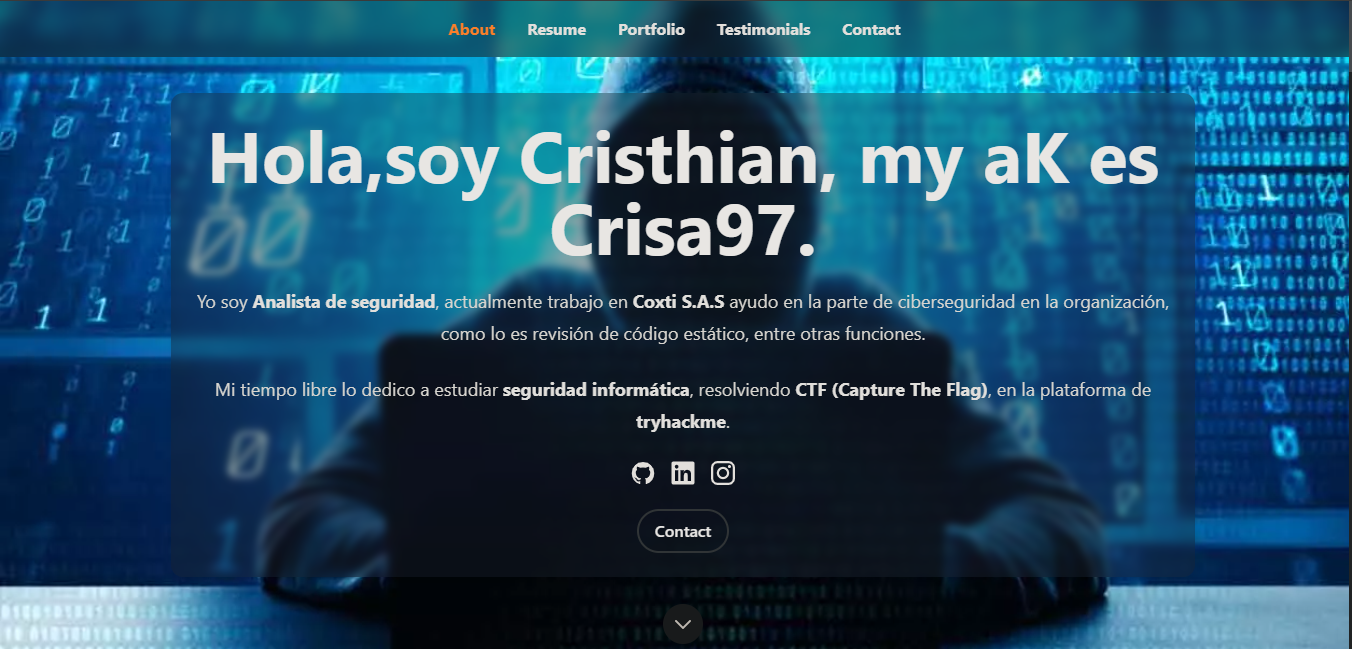 About Resume Portfolio Testimonials Contact
Hola,soy Cristhian, my aK es
Crisa97.
Yo soy Analista de seguridad, actualmente trabajo en Coxti S.A.S ayudo en la parte de ciberseguridad en la organización,
como lo es revisión de código estático, entre otras funciones.
Mi tiempo libre lo dedico a estudiar seguridad informática, resolviendo CTF (Capture The Flag), en la plataforma de
tryhackme.
Contact